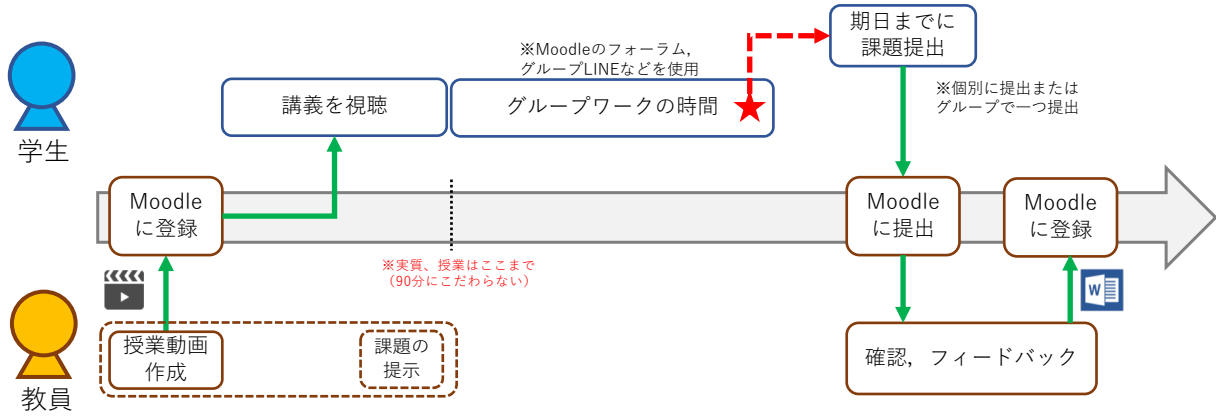 期日までに
課題提出
※Moodleのフォーラム,
グループLINEなどを使用
講義を視聴
グループワークの時間
※個別に提出または
グループで一つ提出
学生
Moodle
に登録
Moodle
に提出
Moodle
に登録
※実質、授業はここまで
（90分にこだわらない）
W
授業動画
作成
課題の
提示
確認，フィードバック
教員